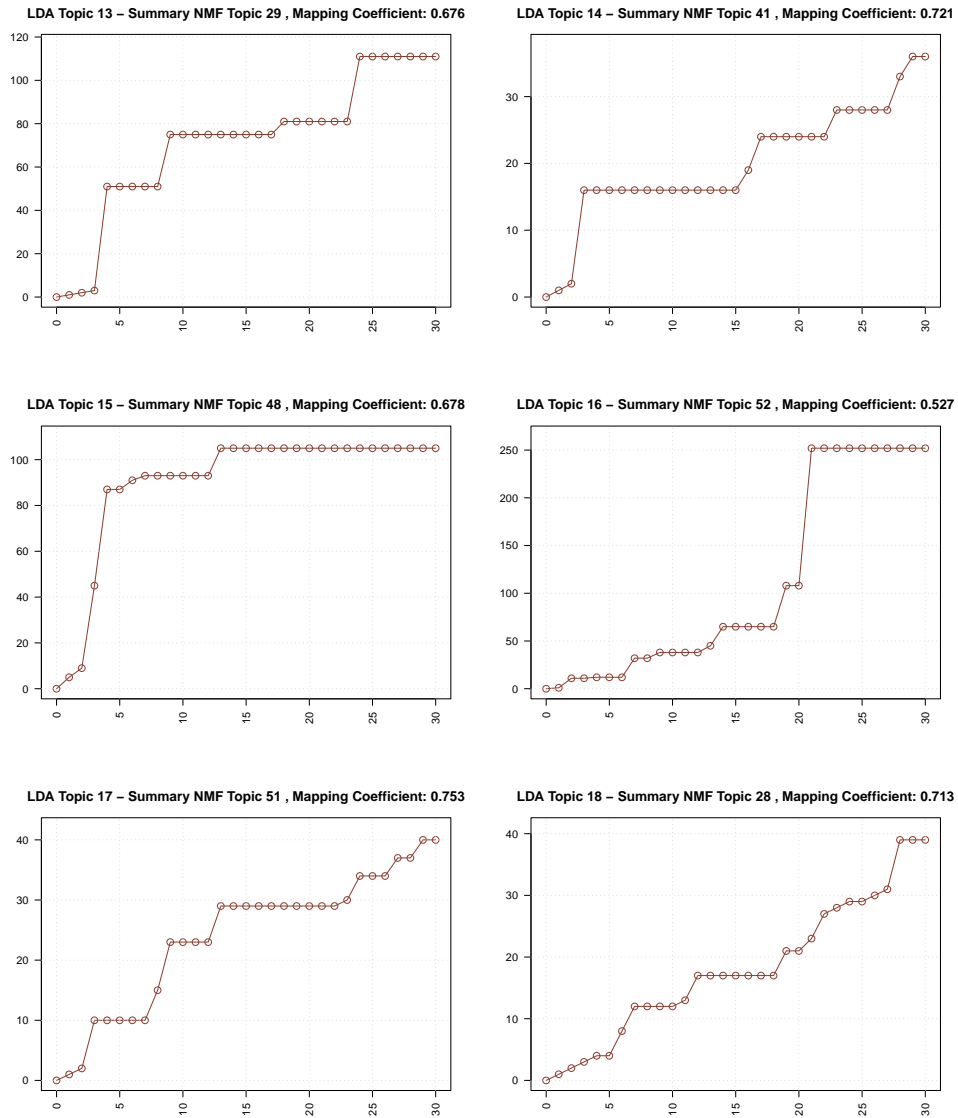 LDA Topic 13 – Summary NMF Topic 29 , Mapping Coefficient: 0.676
120
100
80
60
40
20
0
0 5 10 15 20 25 30
LDA Topic 14 – Summary NMF Topic 41 , Mapping Coefficient: 0.721
30
20
10
0
0 5 10 15 20 25 30
LDA Topic 15 – Summary NMF Topic 48 , Mapping Coefficient: 0.678
100
80
60
40
20
0
0 5 10 15 20 25 30
LDA Topic 16 – Summary NMF Topic 52 , Mapping Coefficient: 0.527
250
200
150
100
50
0
0 5 10 15 20 25 30
LDA Topic 17 – Summary NMF Topic 51 , Mapping Coefficient: 0.753
40
30
20
10
0
0 5 10 15 20 25 30
LDA Topic 18 – Summary NMF Topic 28 , Mapping Coefficient: 0.713
40
30
20
10
0
0 5 10 15 20 25 30